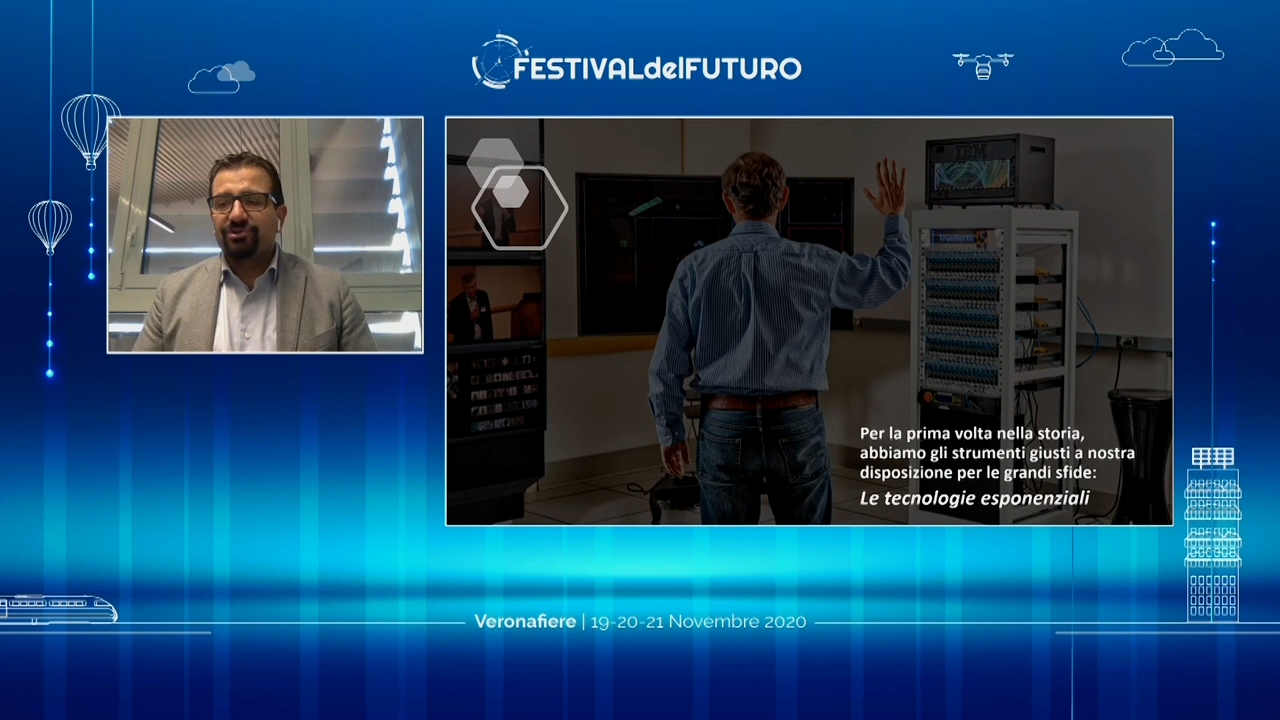 FESTIVALdelFUTURO
TrueNorth
Per la prima volta nella storia,
abbiamo gli strumenti giusti a nostra
disposizione per le grandi sfide:
Le tecnologie esponenziali
Veronafiere | 19-20-21 Novembre 2020